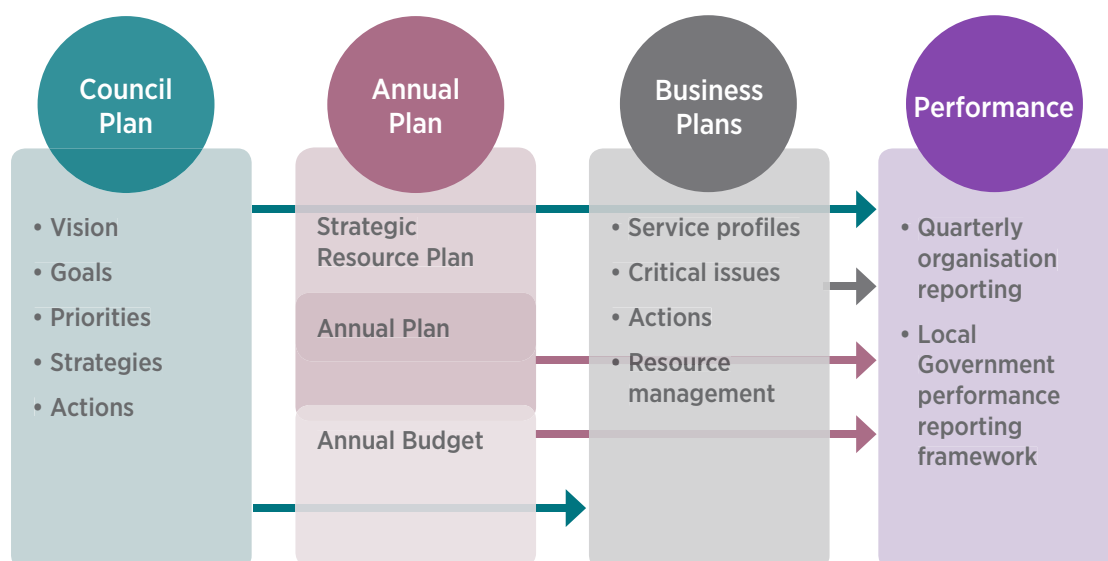 Council
Plan
• Vision
• Goals
• Priorities
• Strategies
• Actions
Annual
Plan
Strategic
Resource Plan
Annual Plan
Annual Budget
Business
Plans
• Service profiles
• Critical issues
• Actions
• Resource
management
Performance
• Quarterly
organisation
reporting
• Local
Government
performance
reporting
framework